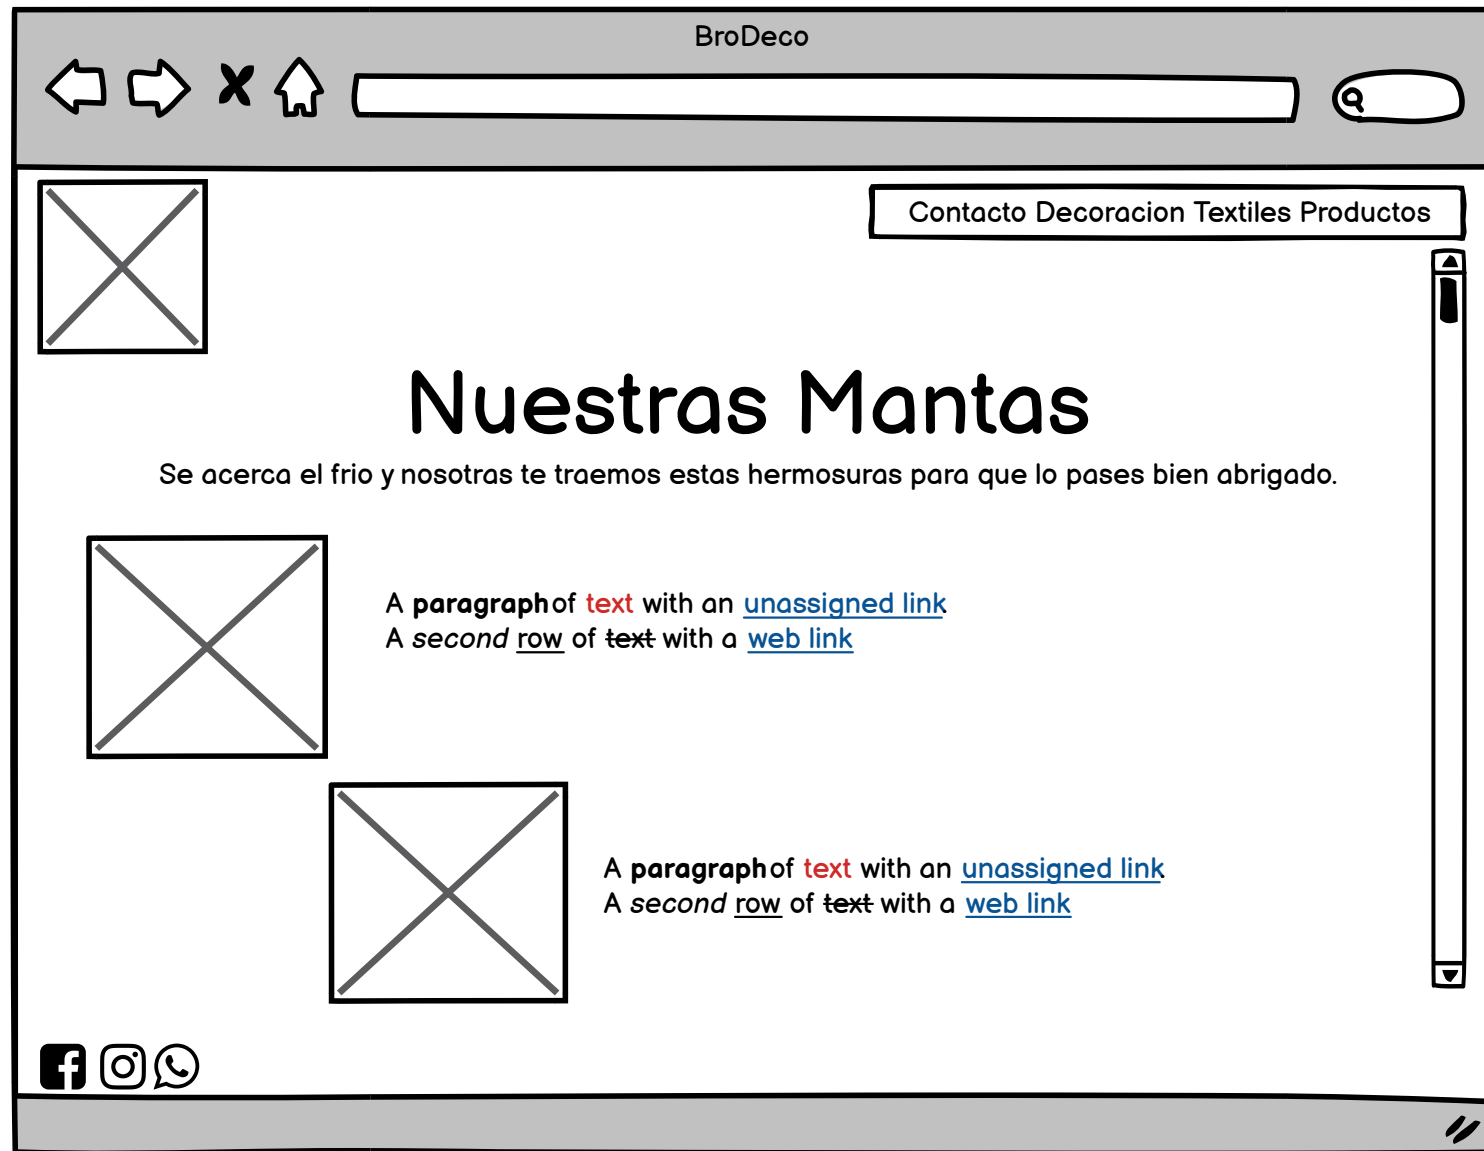 BroDeco
Contacto Decoracion Textiles Productos
Nuestras Mantas
Se acerca el frio y nosotras te traemos estas hermosuras para que lo pases bien abrigado.
A paragraph of text with an unassigned link
A second row of text with a web link
A paragraph of text with an unassigned link
A second row of text with a web link